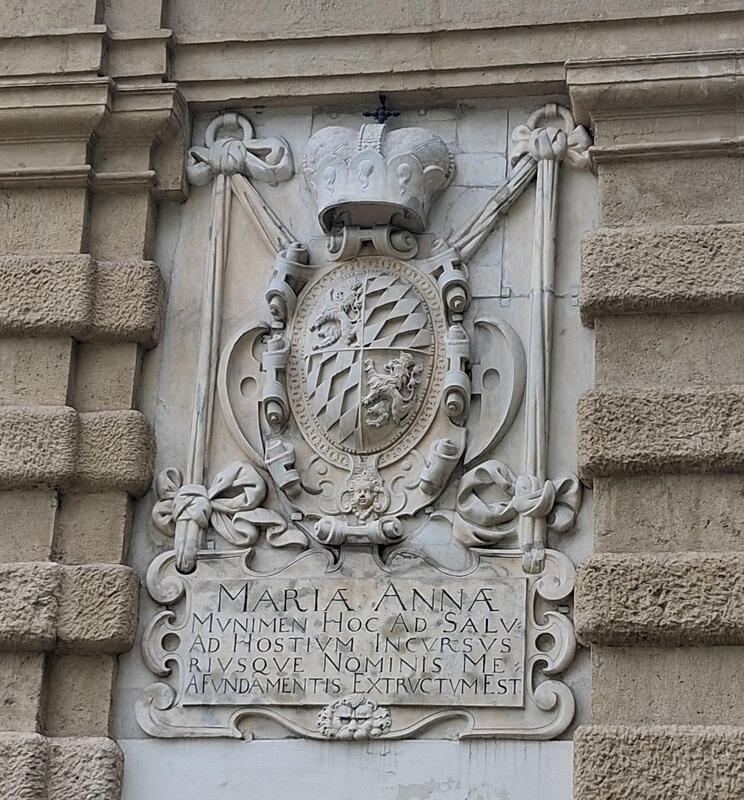 MARIÆ ANNÆ
MVNIMEN HOC AD SALV:
AD HOSTIVM INCVRSVS
RIVSQVE NOMINIS ME:
A FVNDAMENTIS EXTRVCTVM EST